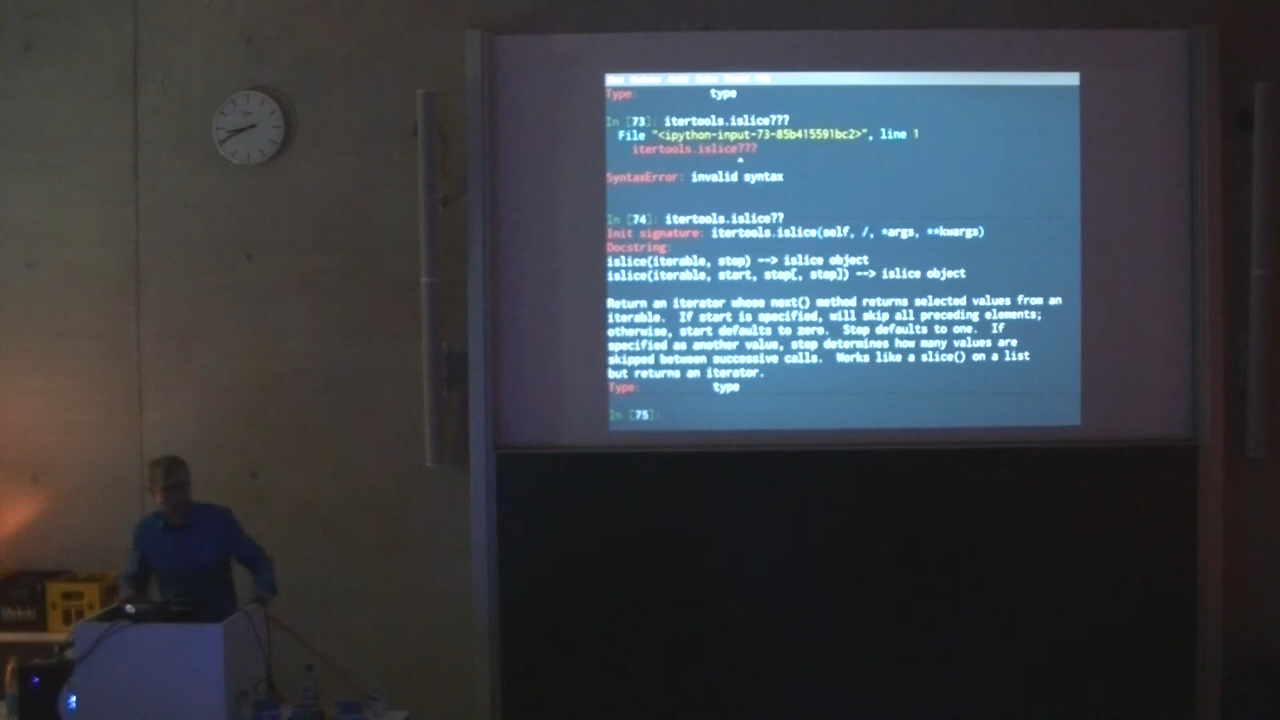 Type: type
In [73]: itertools.islice???
File "<ipython-input-73-85b415591bc2>", line 1
itertools.islice???
^
SyntaxError: invalid syntax
In [74]: itertools.islice??
Init signature: itertools.islice(self, /, *args, **kwargs)
Docstring:
islice(iterable, stop) --> islice object
islice(iterable, start, stop[, step]) --> islice object
Return an iterator whose next() method returns selected values from an
iterable. If start is specified, will skip all preceding elements;
otherwise, start defaults to zero. Step defaults to one. If
specified as another value, step determines how many values are
skipped between successive calls. Works like a slice() on a list
but returns an iterator.
Type: type
In [75]: